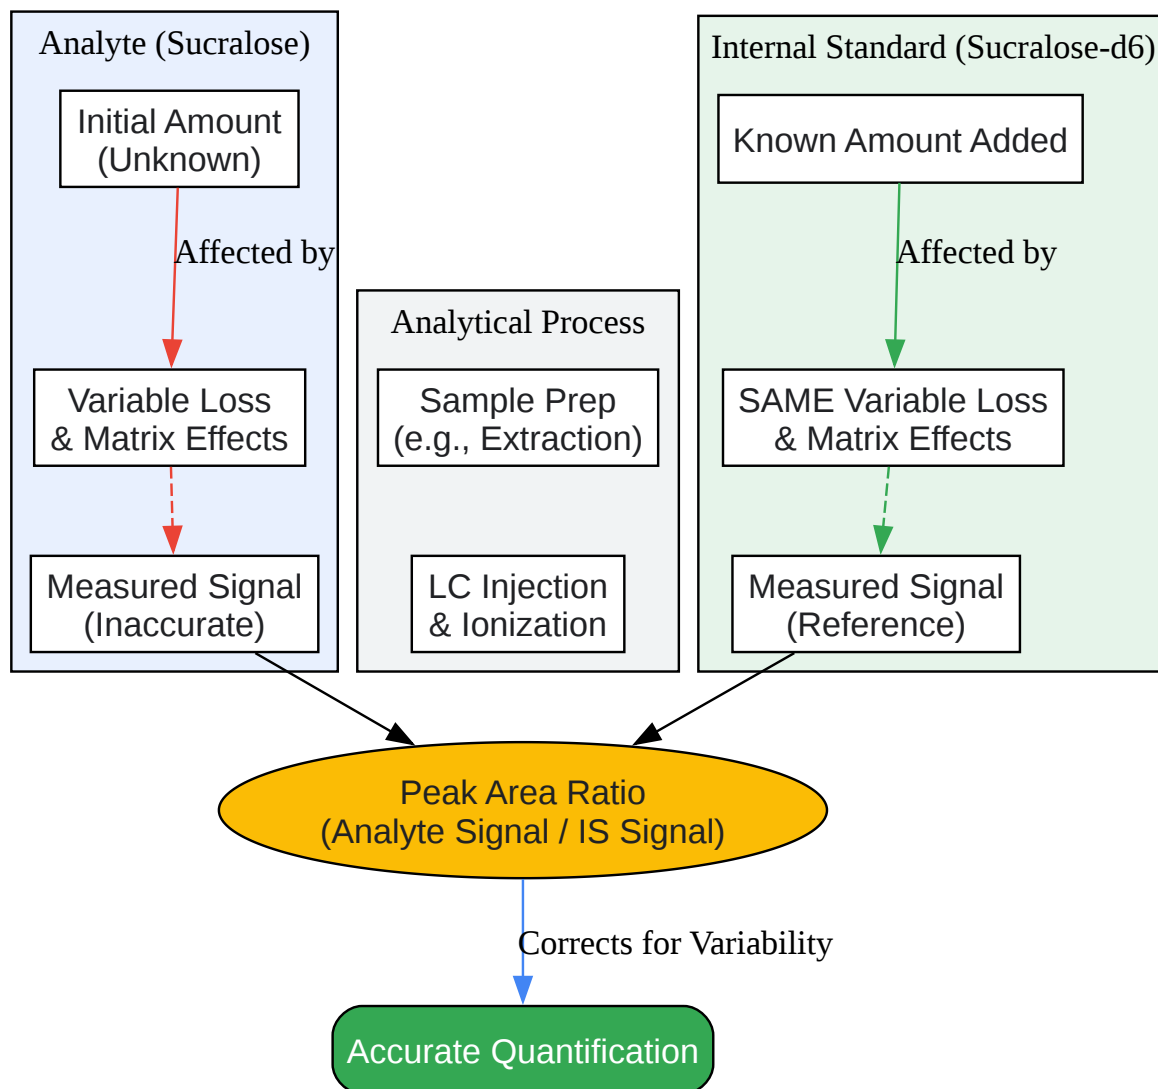 Analyte (Sucralose)
Initial Amount
(Unknown)
Affected by
Variable Loss
& Matrix Effects
Measured Signal
(Inaccurate)
Analytical Process
Sample Prep
(e.g., Extraction)
LC Injection
& Ionization
Internal Standard (Sucralose-d6)
Known Amount Added
Affected by
SAME Variable Loss
& Matrix Effects
Measured Signal
(Reference)
Peak Area Ratio
(Analyte Signal / IS Signal)
Corrects for Variability
Accurate Quantification